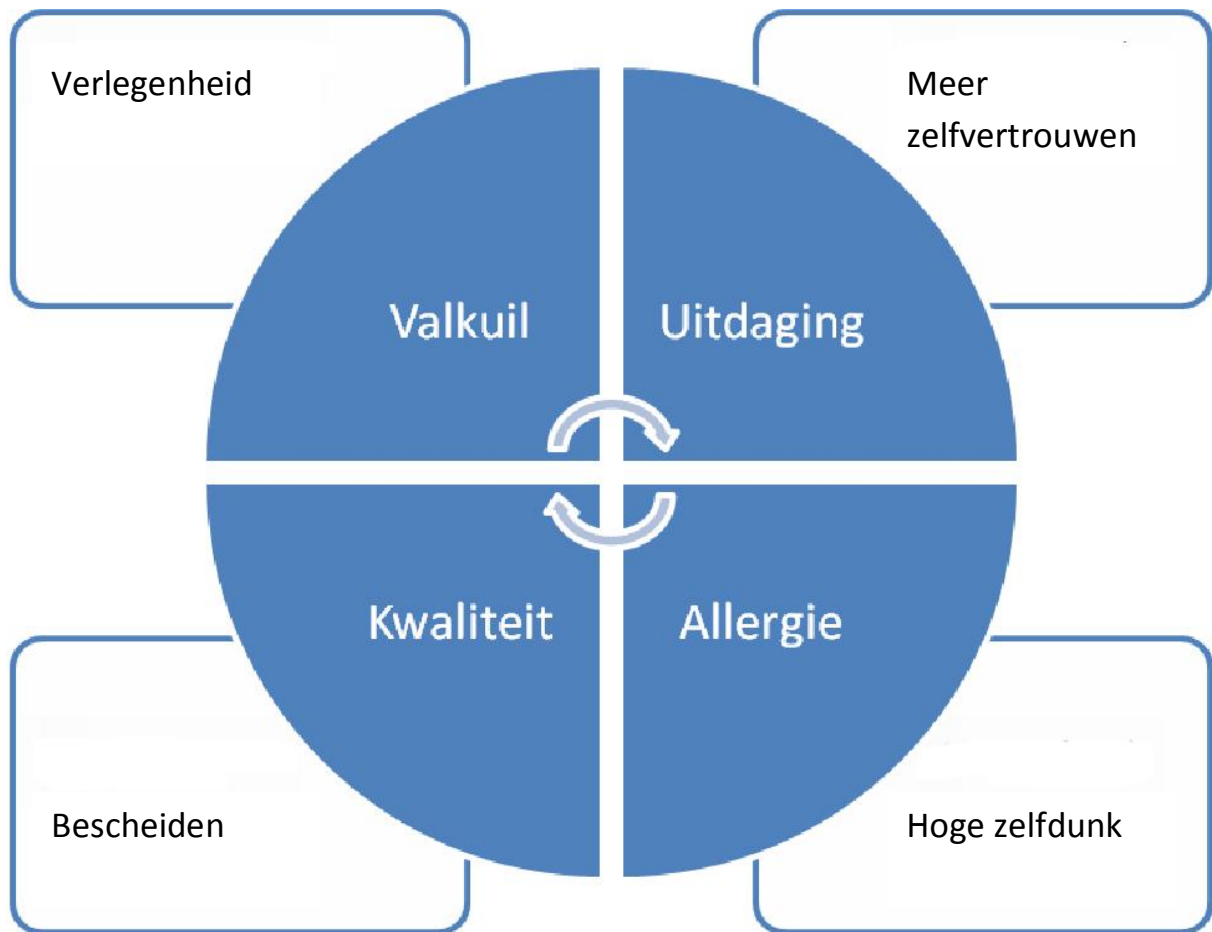 Verlegenheid
Meer
zelfvertrouwen
Valkuil
Uitdaging
Kwaliteit
Allergie
Bescheiden
Hoge zelfdunk